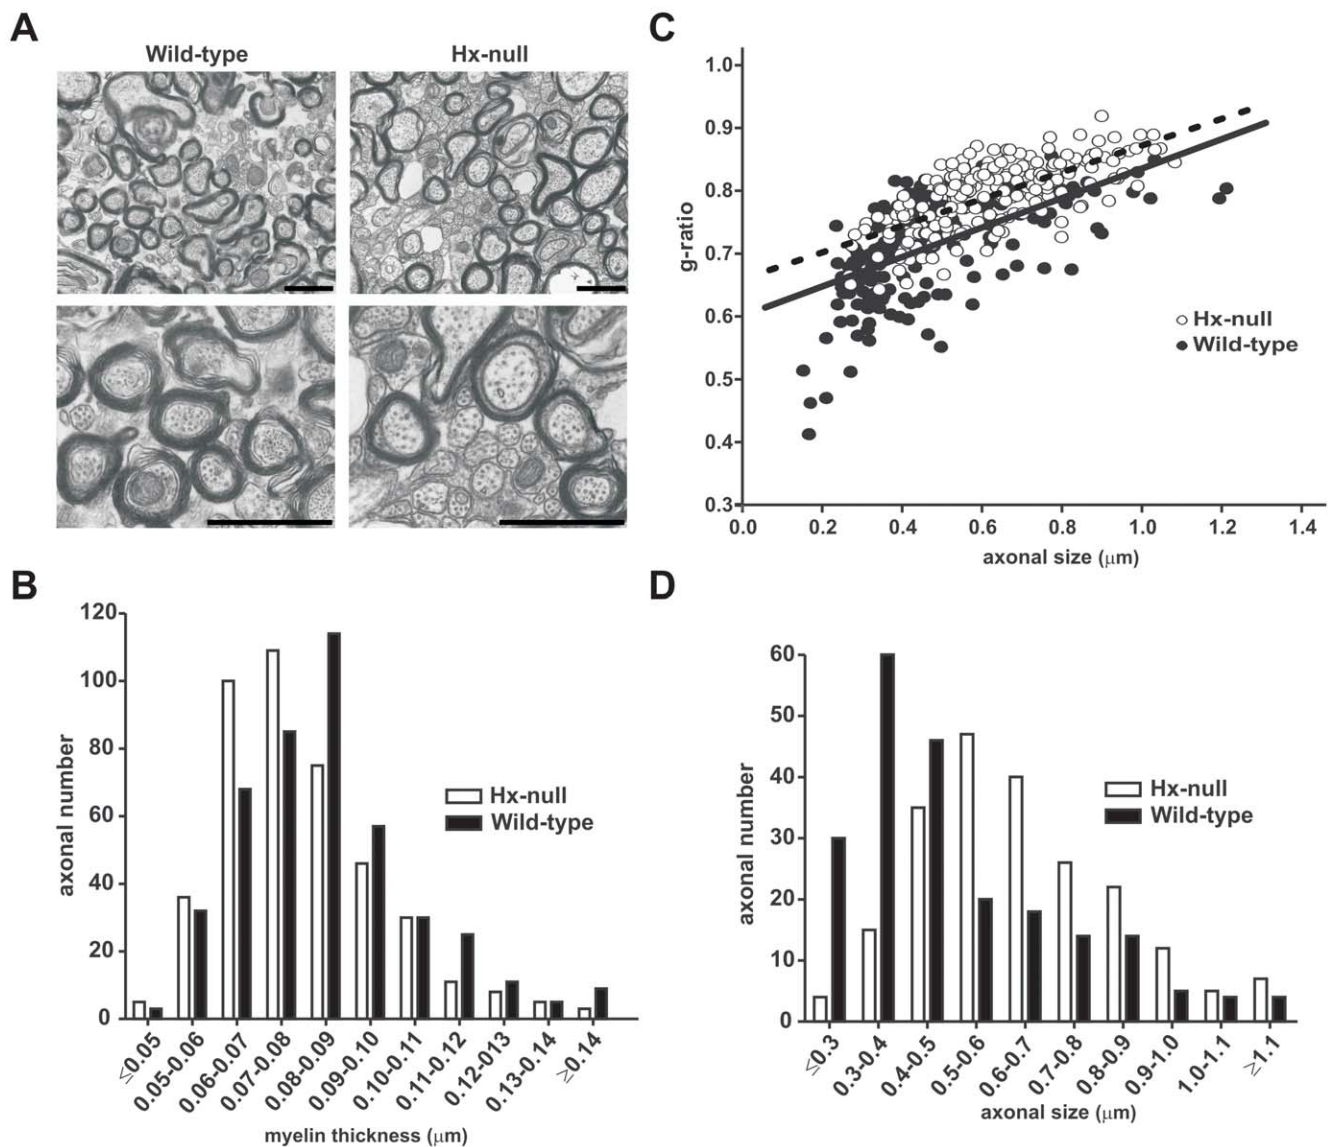 A
Wild-type
Hx-null
C
1.0
0.9
0.8
0.7
0.6
0.5
0.4
0.3
g-ratio
Hx-null
Wild-type
0.0 0.2 0.4 0.6 0.8 1.0 1.2 1.4
axonal size (μm)
B
120
100
80
60
40
20
0
axonal number
Hx-null
Wild-type
≤0.05
0.05-0.06
0.06-0.07
0.07-0.08
0.08-0.09
0.09-0.10
0.10-0.11
0.11-0.12
0.12-013
0.13-0.14
≥0.14
myelin thickness (μm)
D
60
50
40
30
20
10
0
axonal number
Hx-null
Wild-type
≤0.3
0.3-0.4
0.4-0.5
0.5-0.6
0.6-0.7
0.7-0.8
0.8-0.9
0.9-1.0
1.0-1.1
≥1.1
axonal size (μm)